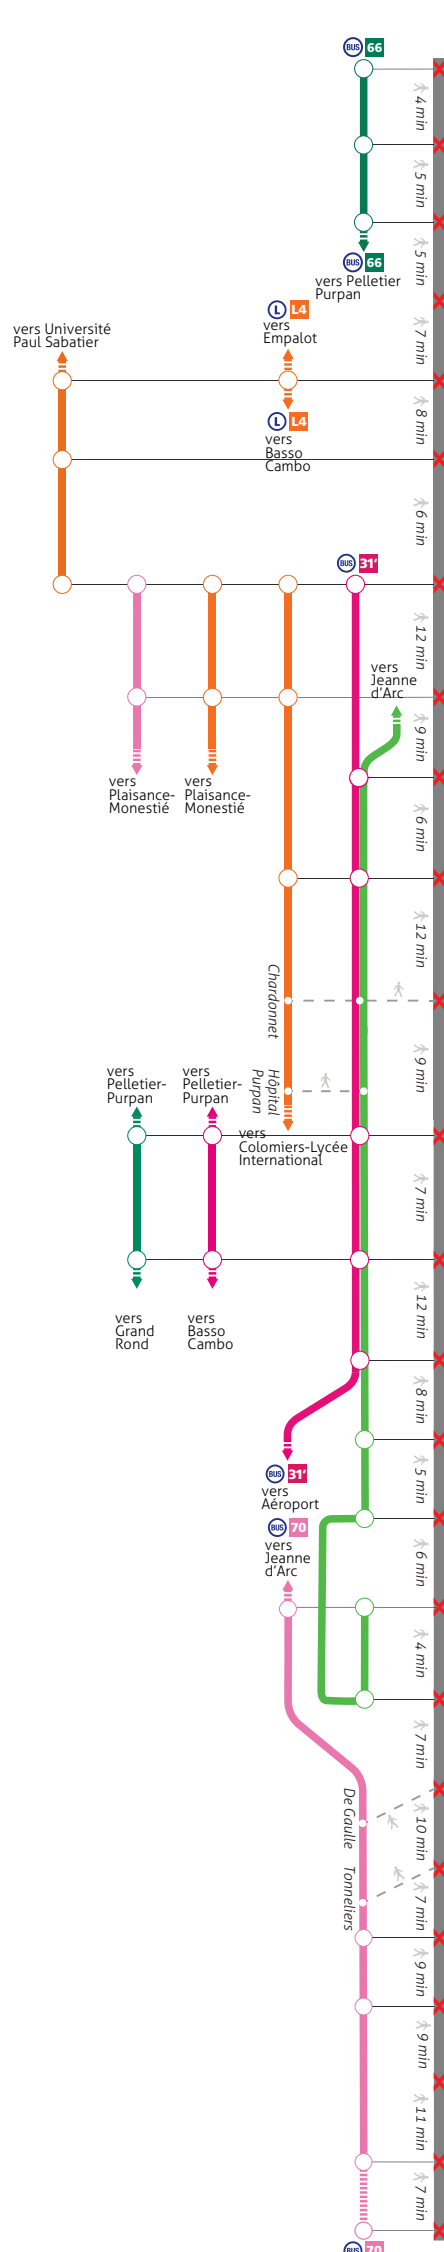 BUS 66
4 min
5 min
BUS 66
5 min
vers Pelletier
Purpan
L L4
vers
Empalot
vers Université
Paul Sabatier
7 min
L L4
vers
Basso
Cambo
8 min
6 min
BUS 31'
12 min
vers
Jeanne
d'Arc
9 min
vers
Plaisance-
Monestié
vers
Plaisance-
Monestié
6 min
12 min
Chardonnet
9 min
Hôpital
Purpan
vers
Pelletier-
Purpan
vers
Pelletier-
Purpan
vers
Colomiers-Lycée
International
7 min
12 min
vers
Grand
Rond
vers
Basso
Cambo
8 min
BUS 31'
vers
Aéroport
5 min
BUS 70
vers
Jeanne
d'Arc
6 min
4 min
7 min
De Gaulle
10 min
Tonneliers
7 min
9 min
9 min
11 min
7 min
BUS 70